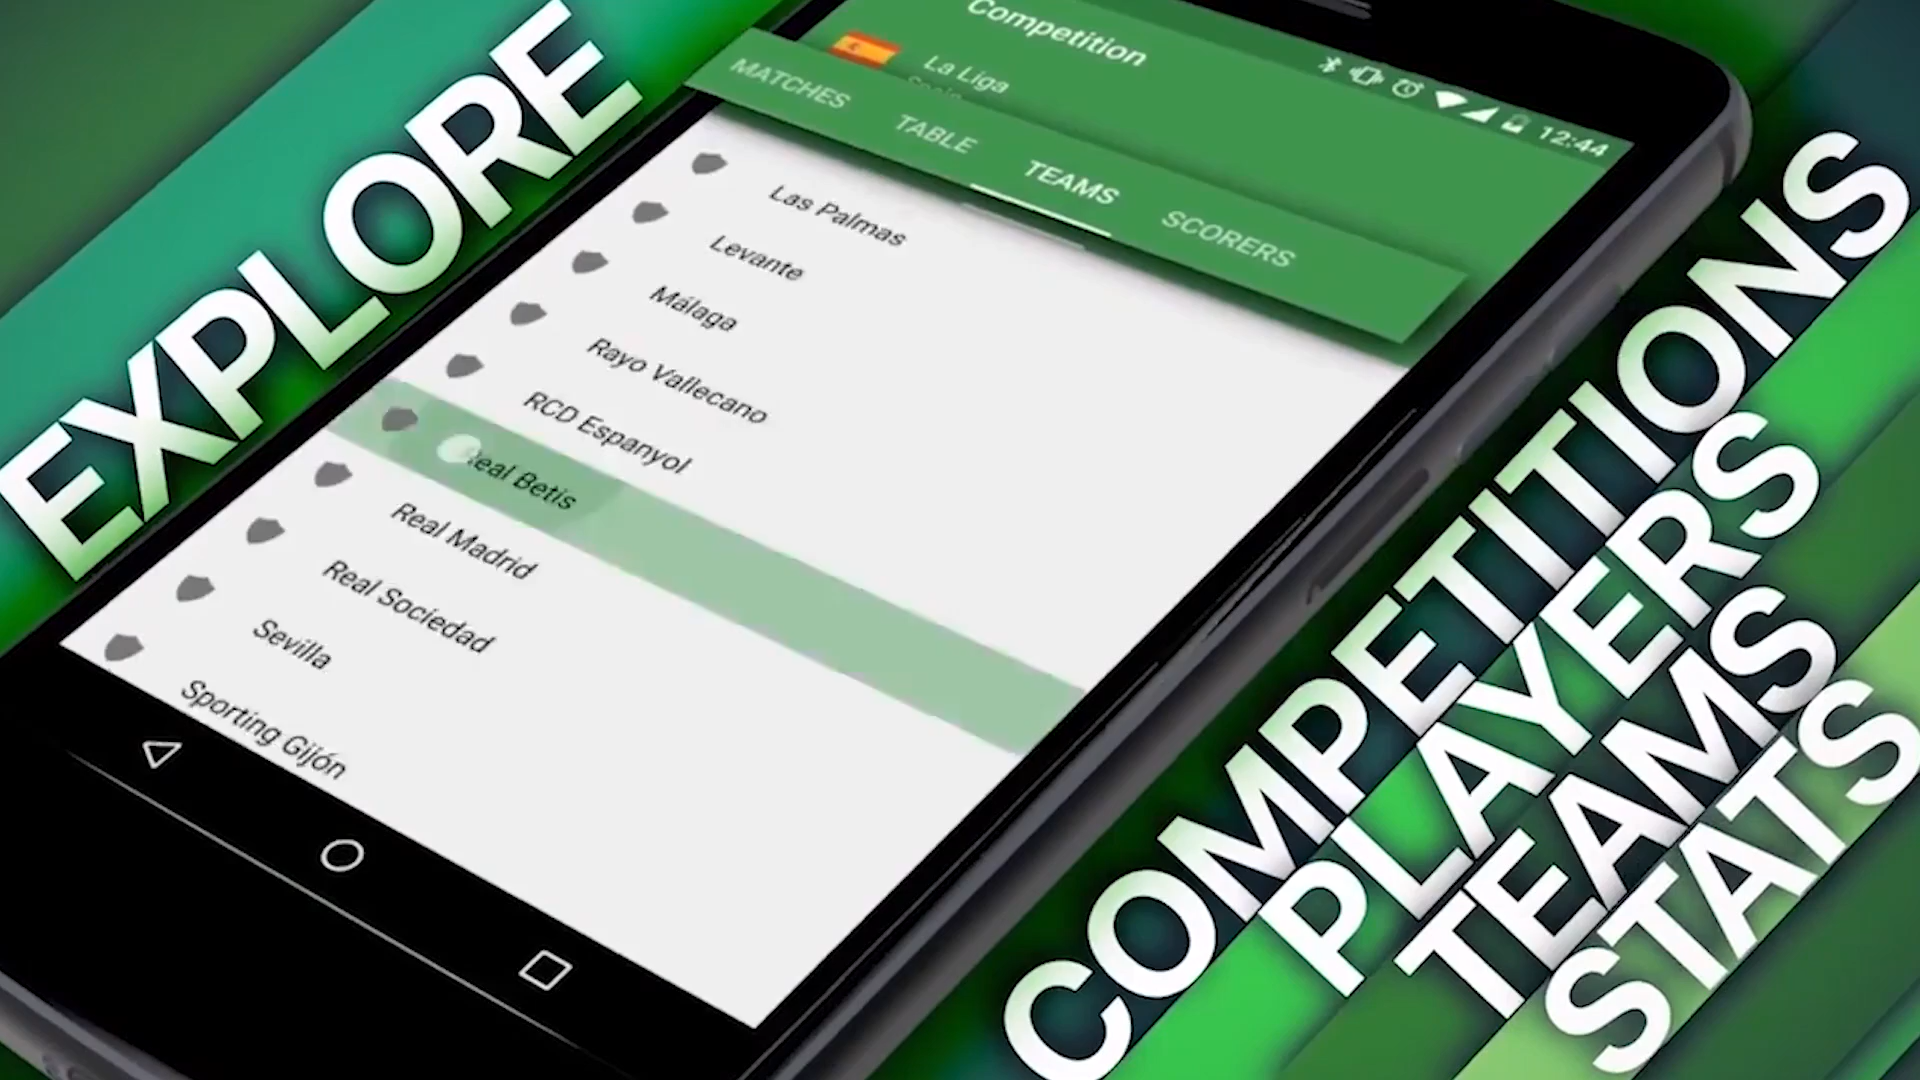 EXPLORE
Competition
12:44
La Liga
Spain
MATCHES
TABLE
TEAMS
SCORERS
Las Palmas
Levante
Málaga
Rayo Vallecano
RCD Espanyol
Real Betis
Real Madrid
Real Sociedad
Sevilla
Sporting Gijón
COMPETITIONS
PLAYERS
TEAMS
STATS